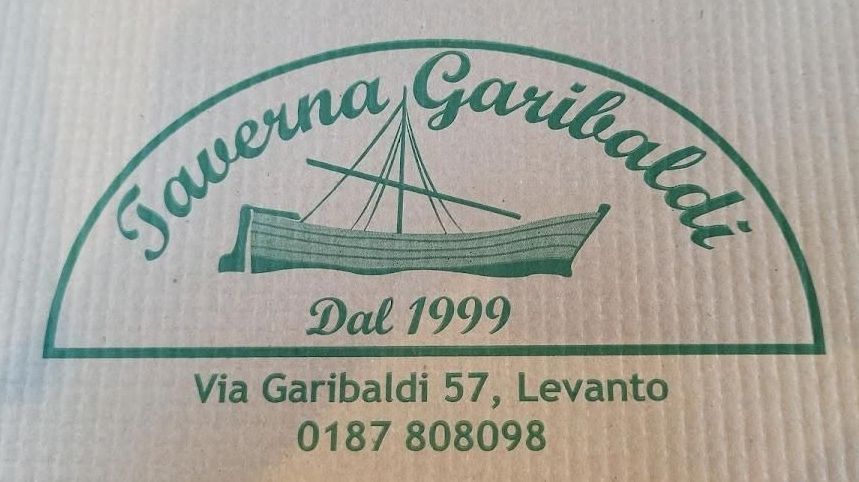 Taverna Garibaldi
Dal 1999
Via Garibaldi 57, Levanto
0187 808098